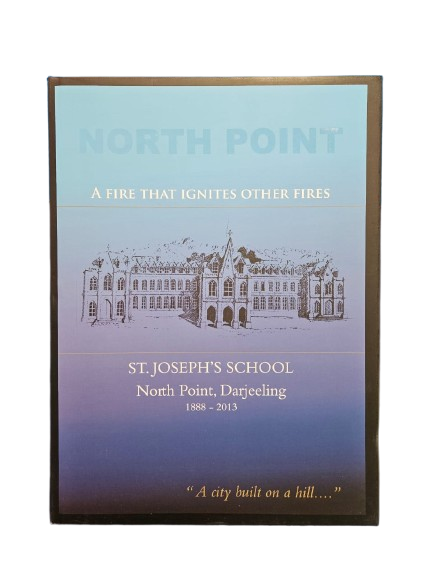 NORTH POINT
A FIRE THAT IGNITES OTHER FIRES
ST. JOSEPH'S SCHOOL
North Point, Darjeeling
1888 - 2013
" A city built on a hill...."